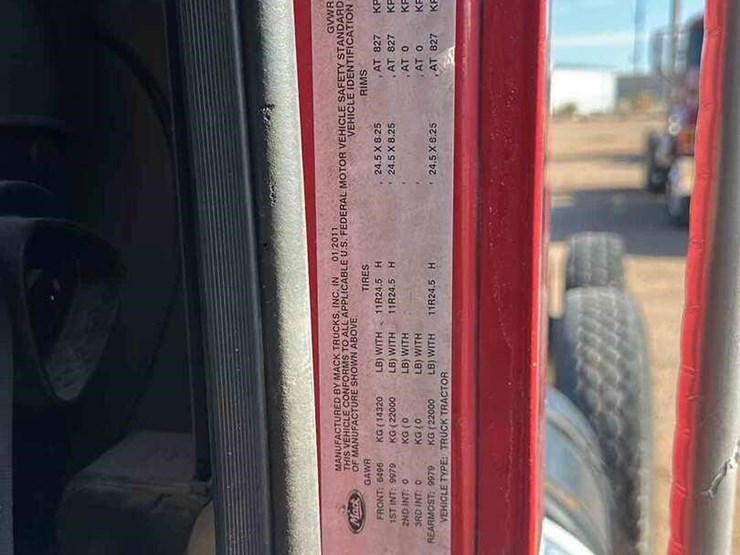 MANUFACTURED BY MACK TRUCKS, INC. IN 01/2011 GVWR
THIS VEHICLE CONFORMS TO ALL APPLICABLE U.S. FEDERAL MOTOR VEHICLE SAFETY STANDARD
OF MANUFACTURE SHOWN ABOVE. VEHICLE IDENTIFICATION
Mack GAWR TIRES RIMS
FRONT: 6496 KG ( 14320 LB) WITH 11R24.5 H , 24.5 X 8.25 , AT 827 KP
1ST INT: 9979 KG ( 22000 LB) WITH 11R24.5 H , 24.5 X 8.25 , AT 827 KP
2ND INT: 0 KG ( 0 LB) WITH , , AT 0 KP
3RD INT: 0 KG ( 0 LB) WITH , , AT 0 KP
REARMOST: 9979 KG ( 22000 LB) WITH 11R24.5 H , 24.5 X 8.25 , AT 827 KP
VEHICLE TYPE: TRUCK TRACTOR